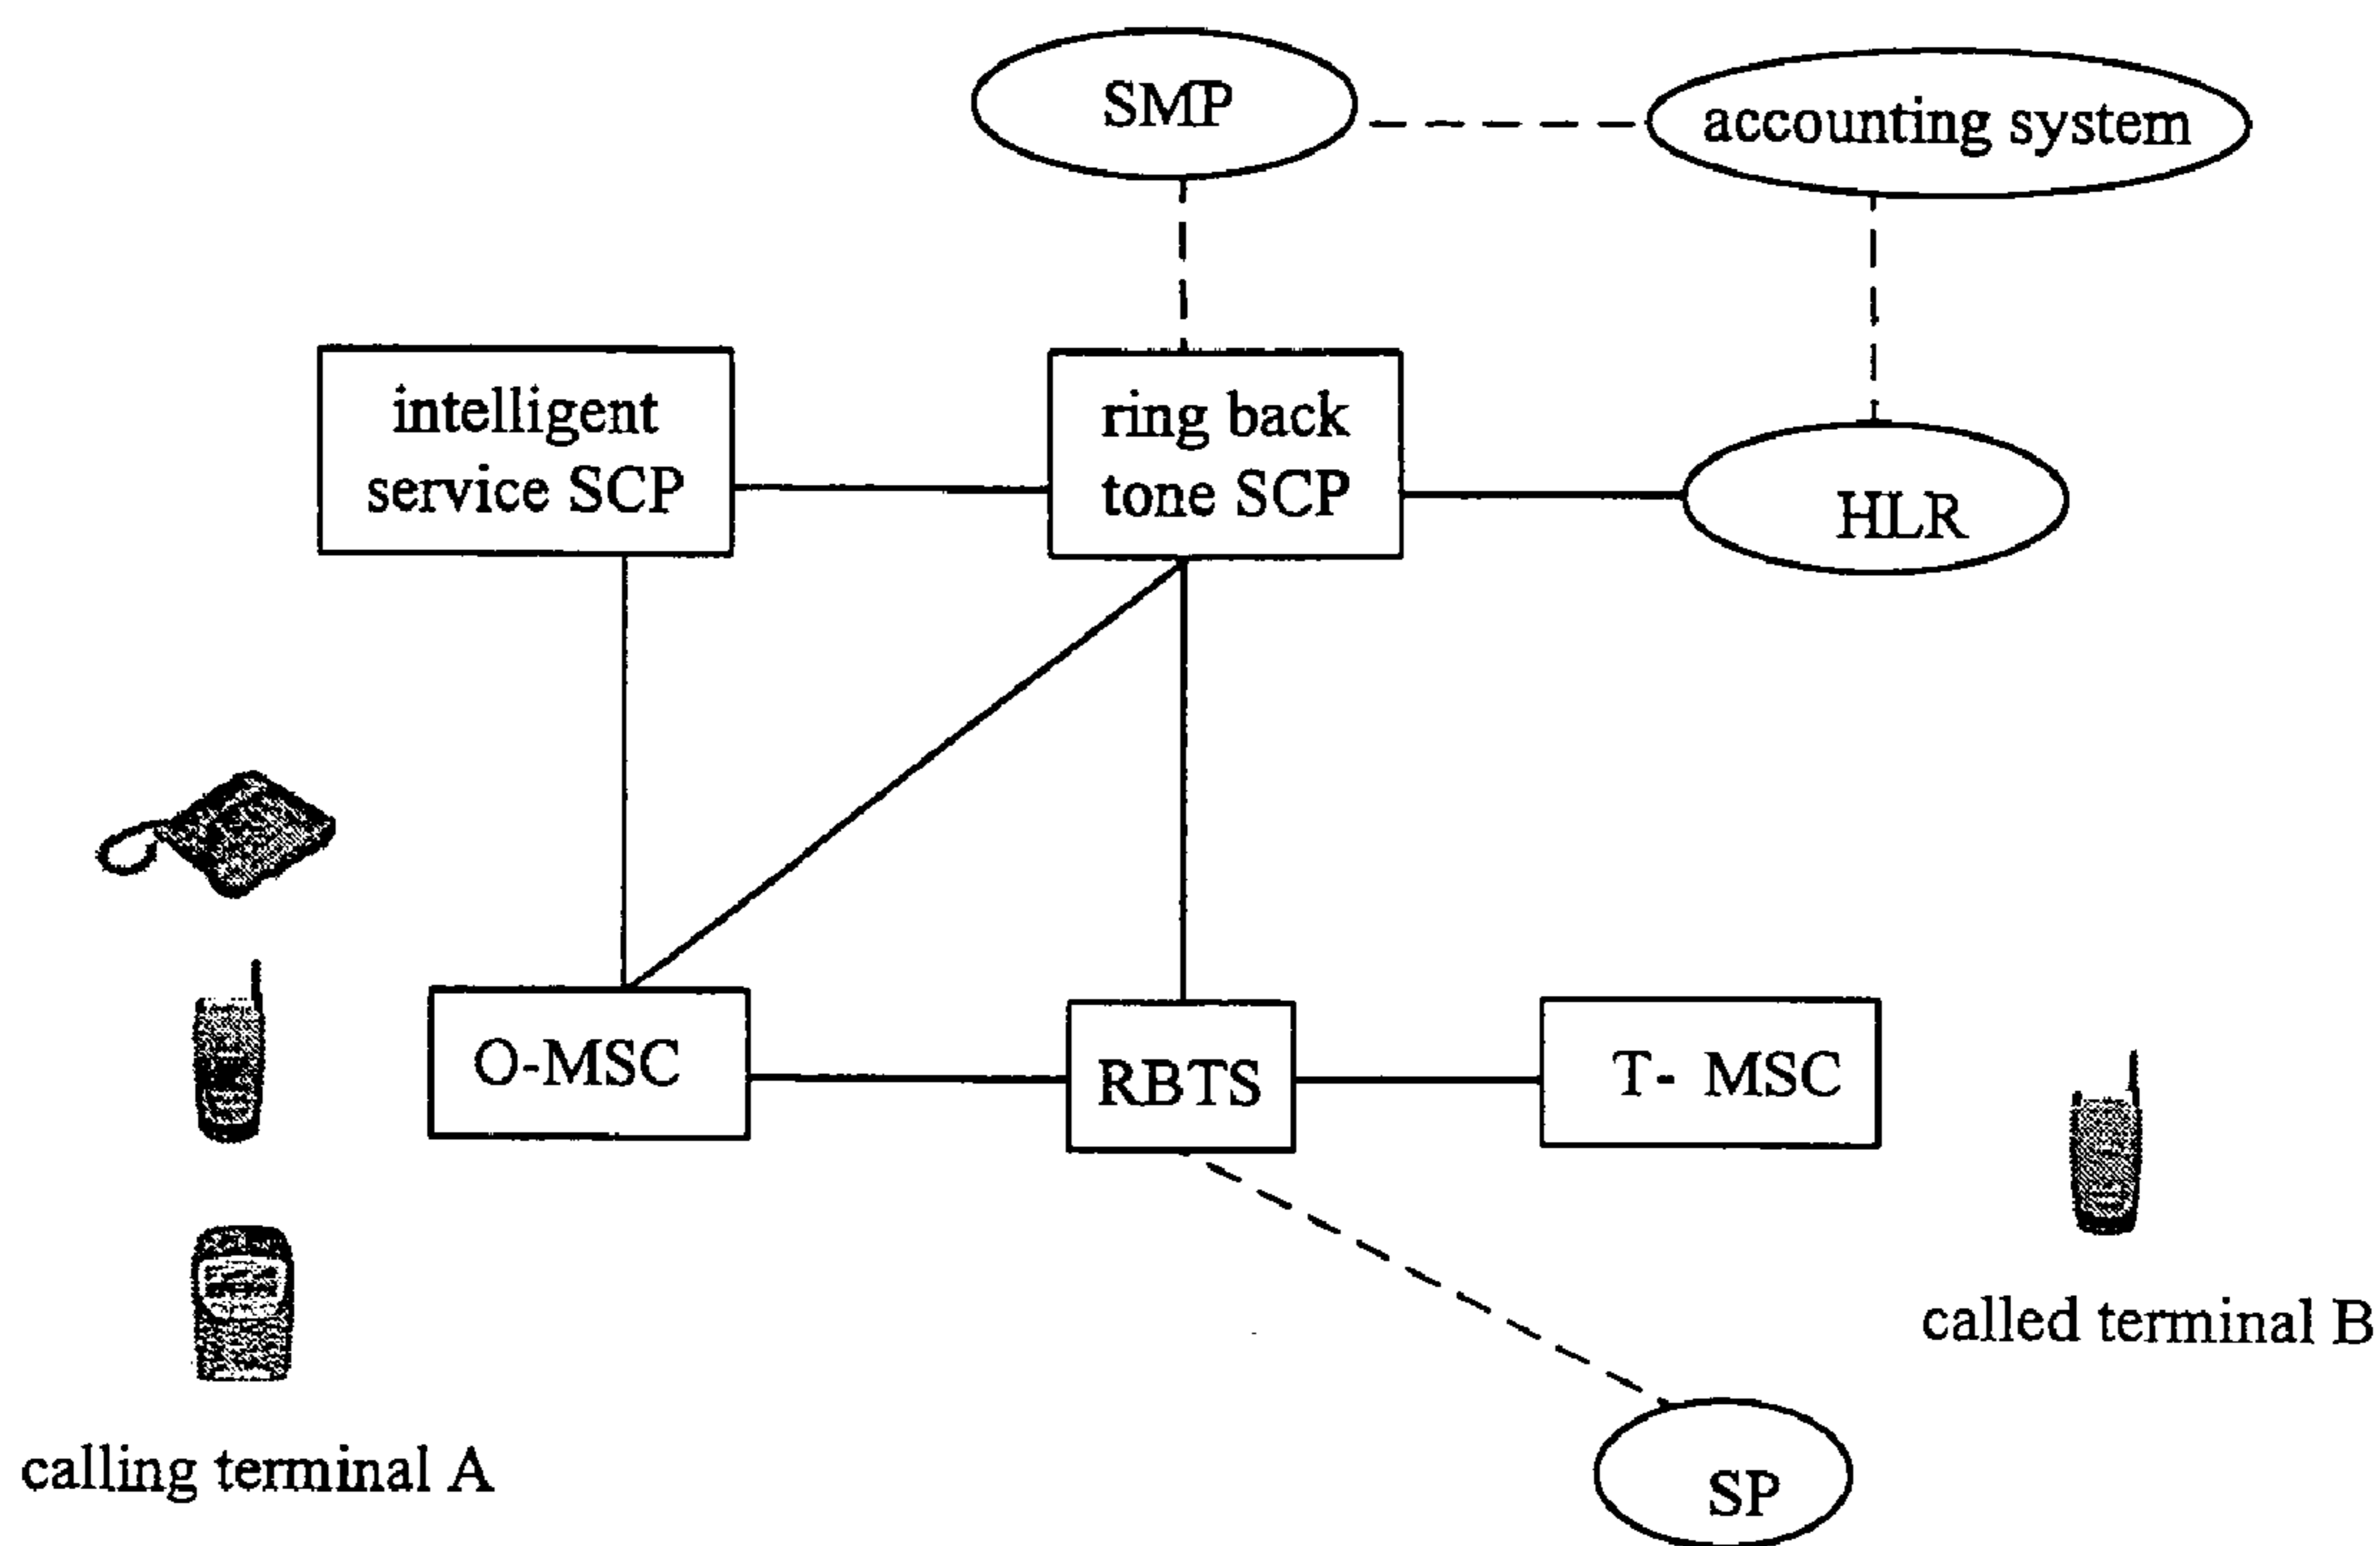 SMP
accounting system
intelligent
service SCP
ring back
tone SCP
HLR
O-MSC
RBTS
T- MSC
called terminal B
calling terminal A
SP